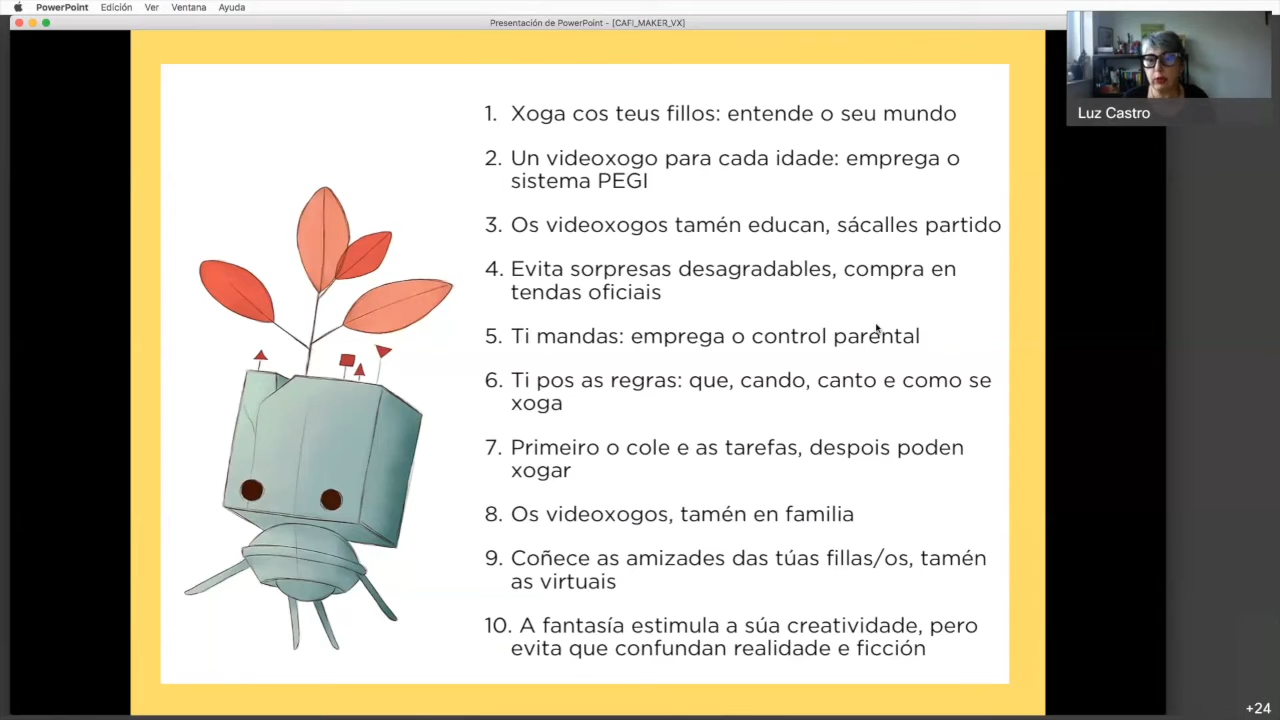 PowerPoint Edición Ver Ventana Ayuda
Presentación de PowerPoint - [CAFI_MAKER_VX]
Luz Castro
1. Xoga cos teus fillos: entende o seu mundo
2. Un videoxogo para cada idade: emprega o
sistema PEGI
3. Os videoxogos tamén educan, sácalles partido
4. Evita sorpresas desagradables, compra en
tendas oficiais
5. Ti mandas: emprega o control parental
6. Ti pos as regras: que, cando, canto e como se
xoga
7. Primeiro o cole e as tarefas, despois poden
xogar
8. Os videoxogos, tamén en familia
9. Coñece as amizades das túas fillas/os, tamén
as virtuais
10. A fantasía estimula a súa creatividade, pero
evita que confundan realidade e ficción
+24